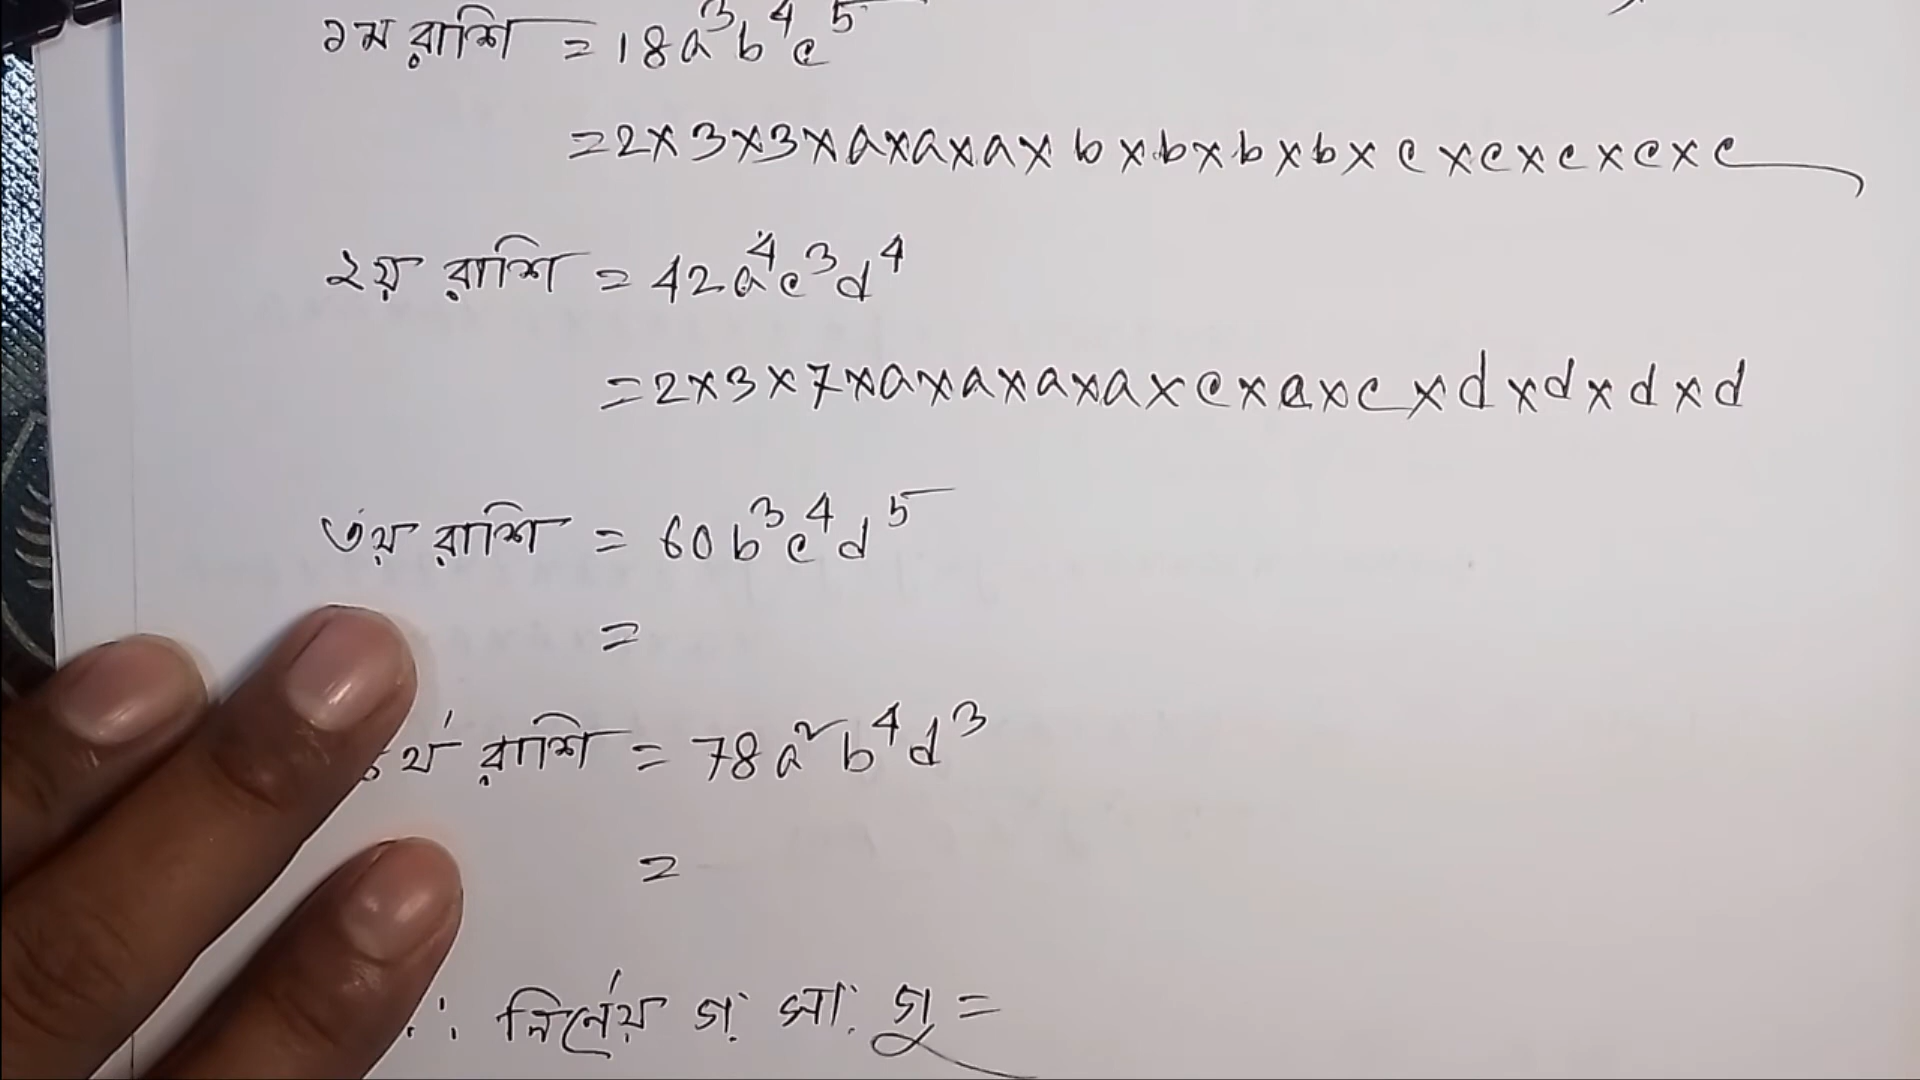 ১ম রাশি = 18a³b⁴c⁵
= 2×3×3×a×a×a×b×b×b×b×c×c×c×c×c
২য় রাশি = 42a⁴c³d⁴
= 2×3×7×a×a×a×a×c×c×c×d×d×d×d
৩য় রাশি = 60b³c⁴d⁵
=
র্থ রাশি = 78a²b⁴d³
=
∴ নির্ণেয় গ. সা. গু =